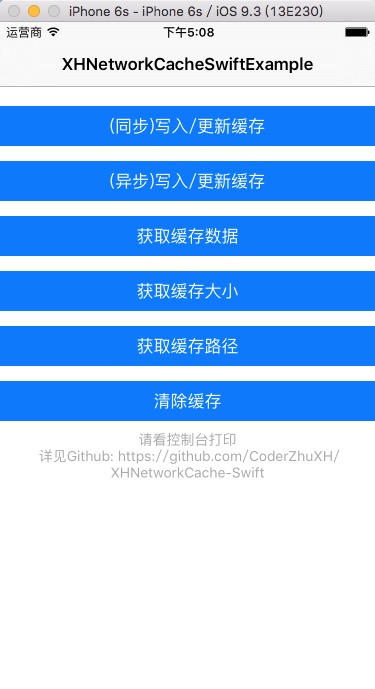 iPhone 6s - iPhone 6s / iOS 9.3 (13E230)
运营商 下午5:08
XHNetworkCacheSwiftExample
(同步)写入/更新缓存
(异步)写入/更新缓存
获取缓存数据
获取缓存大小
获取缓存路径
清除缓存
请看控制台打印
详见Github: https://github.com/CoderZhuXH/
XHNetworkCache-Swift